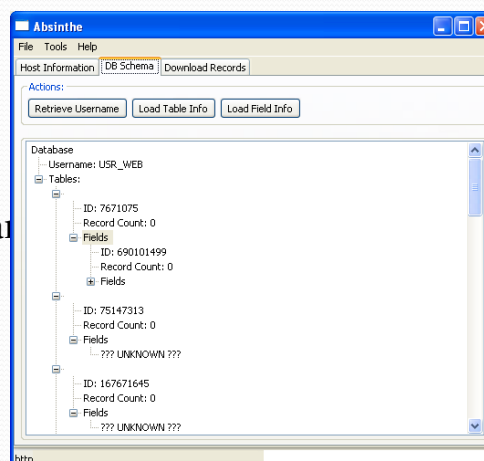 Absinthe
File Tools Help
Host Information DB Schema Download Records
Actions:
Retrieve Username Load Table Info Load Field Info
Database
Username: USR_WEB
Tables:
ID: 7671075
Record Count: 0
Fields
ID: 690101499
Record Count: 0
Fields
ID: 75147313
Record Count: 0
Fields
??? UNKNOWN ???
ID: 167671645
Record Count: 0
Fields
??? UNKNOWN ???
http